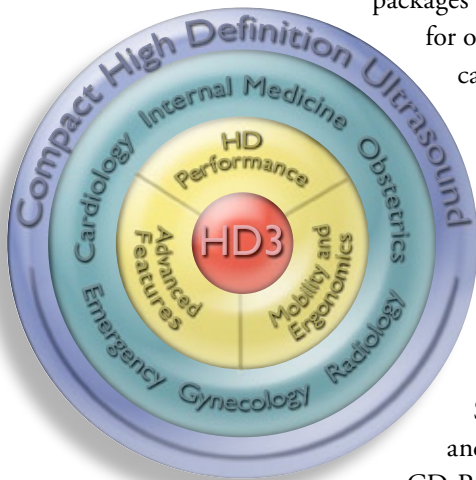 packages
for o
ca
Compact High Definition Ultrasound
Cardiology Internal Medicine Obstetrics
Emergency Gynecology Radiology
HD
Performance
Advanced
Features
Mobility and
Ergonomics
HD3
S
and
CD-R